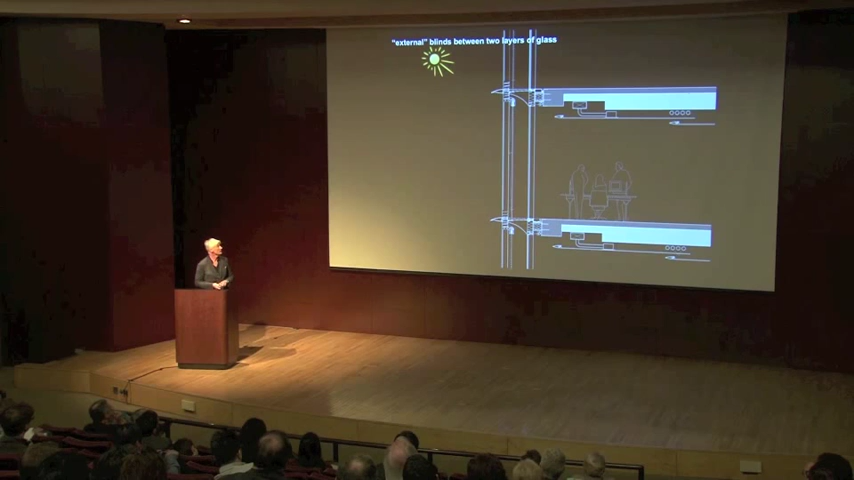 “external” blinds between two layers of glass